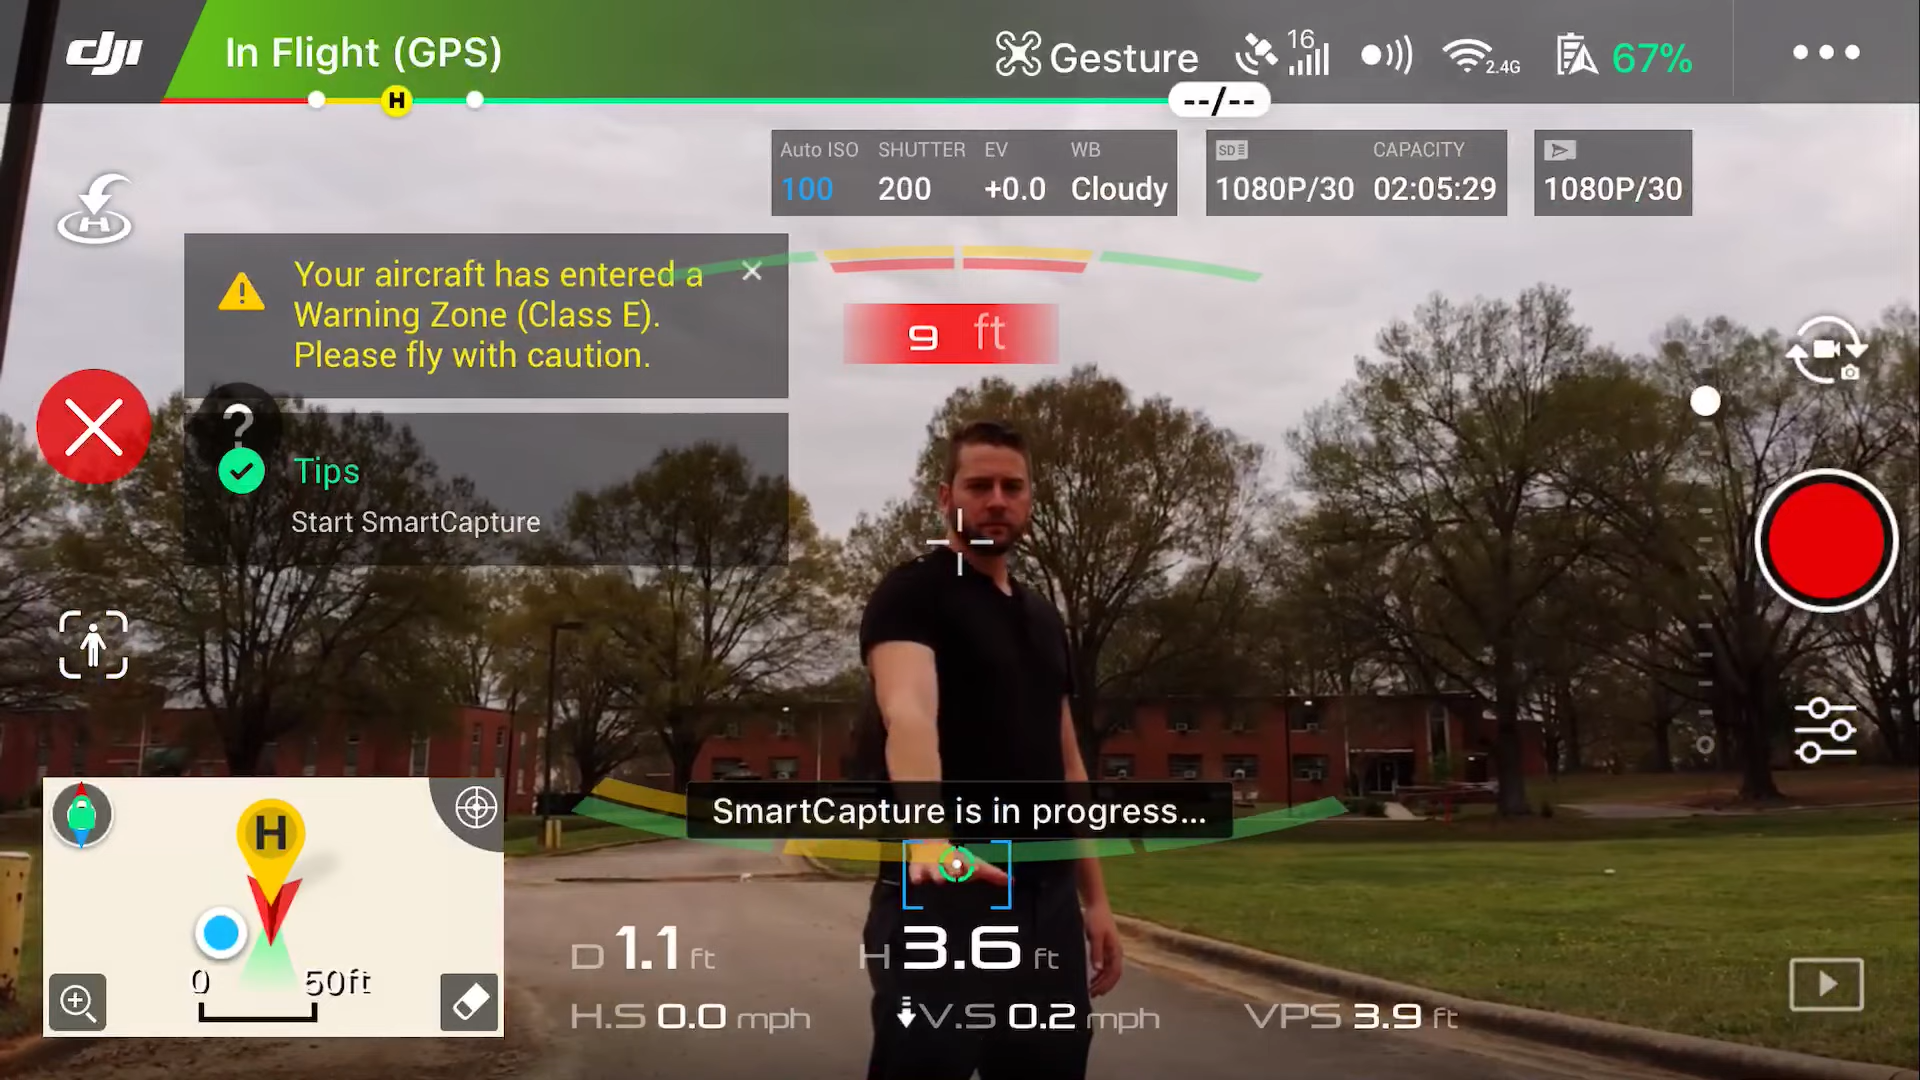 dji
In Flight (GPS)
Gesture
16
2.4G
67%
H
--/--
Auto ISO SHUTTER EV WB
100 200 +0.0 Cloudy
SD CAPACITY
1080P/30 02:05:29
1080P/30
H
Your aircraft has entered a
Warning Zone (Class E).
Please fly with caution.
9 ft
?
Tips
Start SmartCapture
SmartCapture is in progress...
H
0 50ft
D 1.1 ft
H 3.6 ft
H.S 0.0 mph
V.S 0.2 mph
VPS 3.9 ft